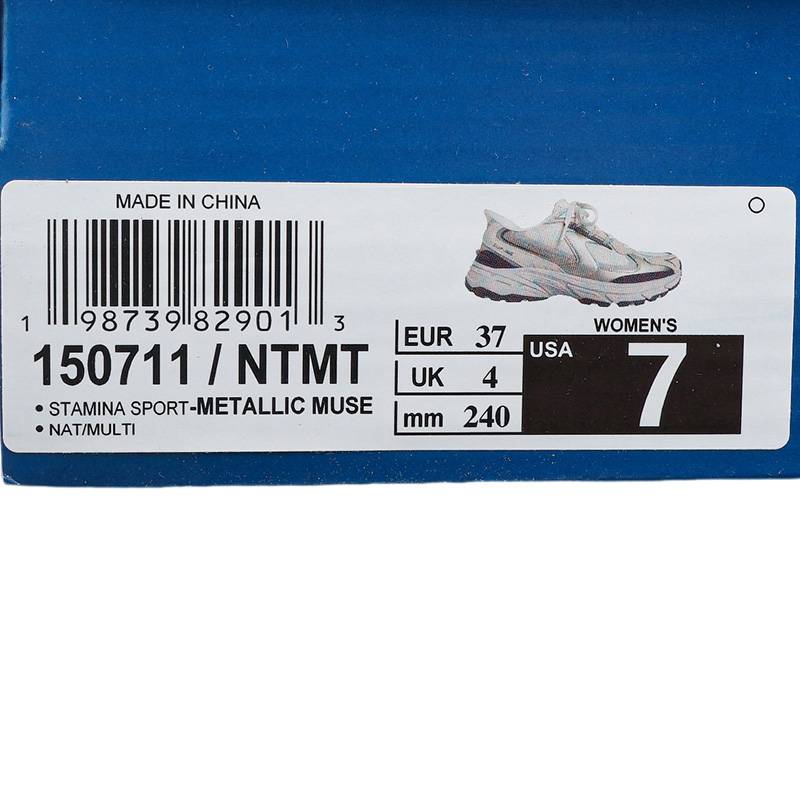 MADE IN CHINA
1 98739 82901 3
150711 / NTMT
• STAMINA SPORT-METALLIC MUSE
• NAT/MULTI
EUR 37
UK 4
mm 240
WOMEN'S
USA 7